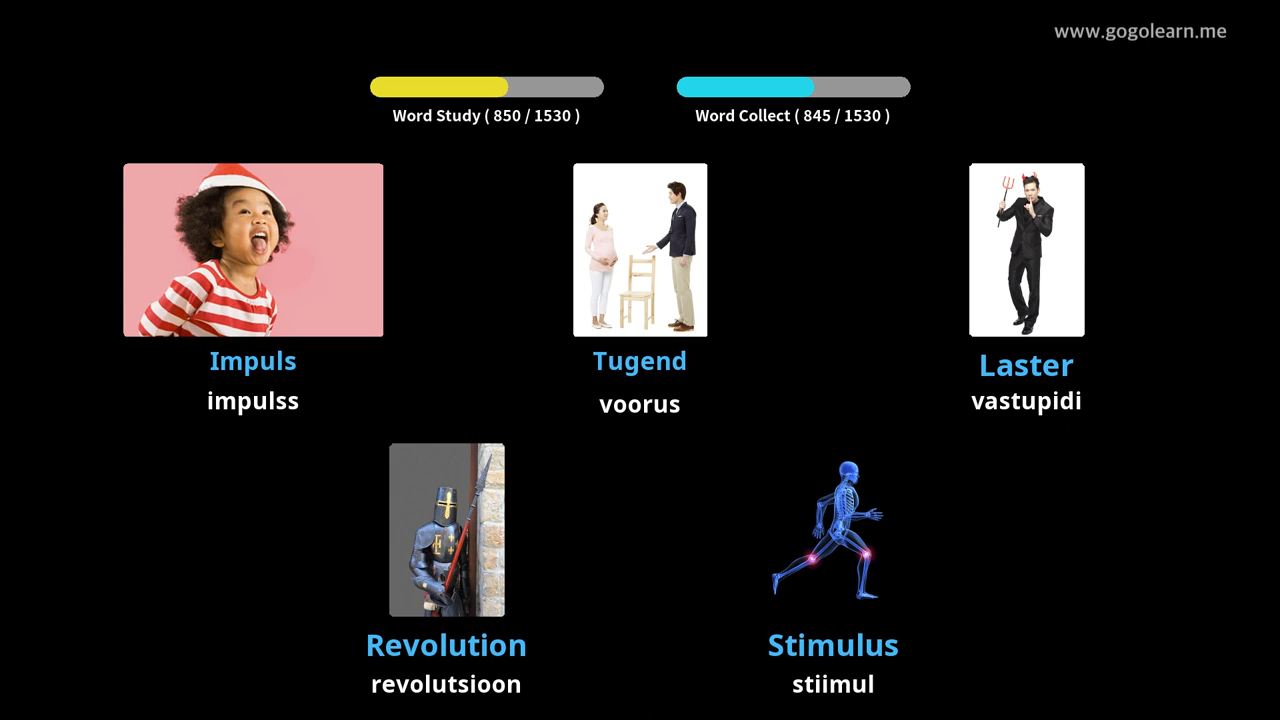 www.gogolearn.me
Word Study ( 850 / 1530 )
Word Collect ( 845 / 1530 )
Impuls
impulss
Tugend
voorus
Laster
vastupidi
Revolution
revolutsioon
Stimulus
stiimul